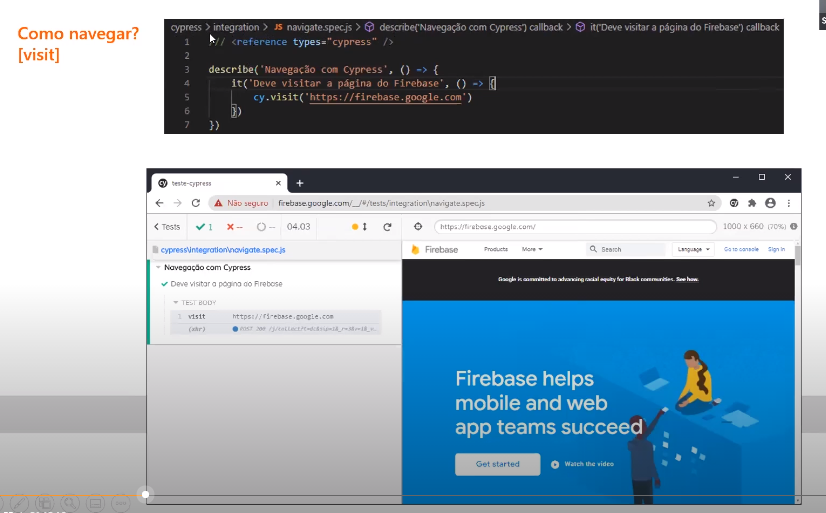 Como navegar?
[visit]
cypress > integration > JS navigate.spec.js > describe('Navegação com Cypress') callback > it('Deve visitar a página do Firebase') callback
1 /// <reference types="cypress" />
2
3 describe('Navegação com Cypress', () => {
4 it('Deve visitar a página do Firebase', () => {
5 cy.visit('https://firebase.google.com')
6 })
7 })
teste-cypress
Não seguro firebase.google.com/__/#/tests/integration\navigate.spec.js
< Tests 1 -- -- 04.03 https://firebase.google.com/ 1000 x 660 (70%)
cypress\integration\navigate.spec.js
Firebase Products More Search Language Go to console Sign in
Navegação com Cypress
Google is committed to advancing racial equity for Black communities. See how.
Deve visitar a página do Firebase
TEST BODY
1 visit https://firebase.google.com
(xhr)
Firebase helps
mobile and web
app teams succeed
Get started Watch the video